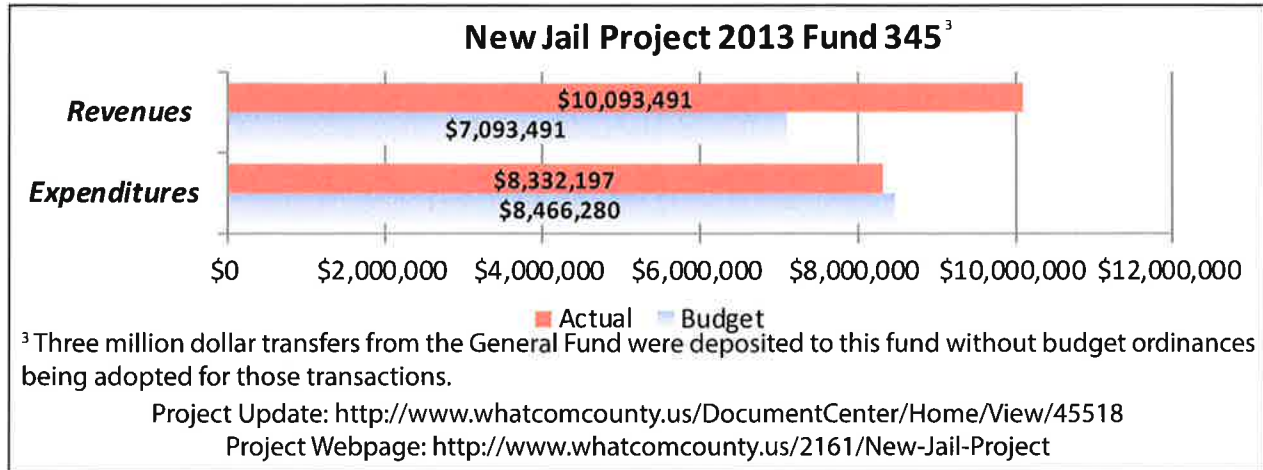 New Jail Project 2013 Fund 345³
Revenues
$10,093,491
$7,093,491
Expenditures
$8,332,197
$8,466,280
$0 $2,000,000 $4,000,000 $6,000,000 $8,000,000 $10,000,000 $12,000,000
Actual Budget
³ Three million dollar transfers from the General Fund were deposited to this fund without budget ordinances
being adopted for those transactions.
Project Update: http://www.whatcomcounty.us/DocumentCenter/Home/View/45518
Project Webpage: http://www.whatcomcounty.us/2161/New-Jail-Project